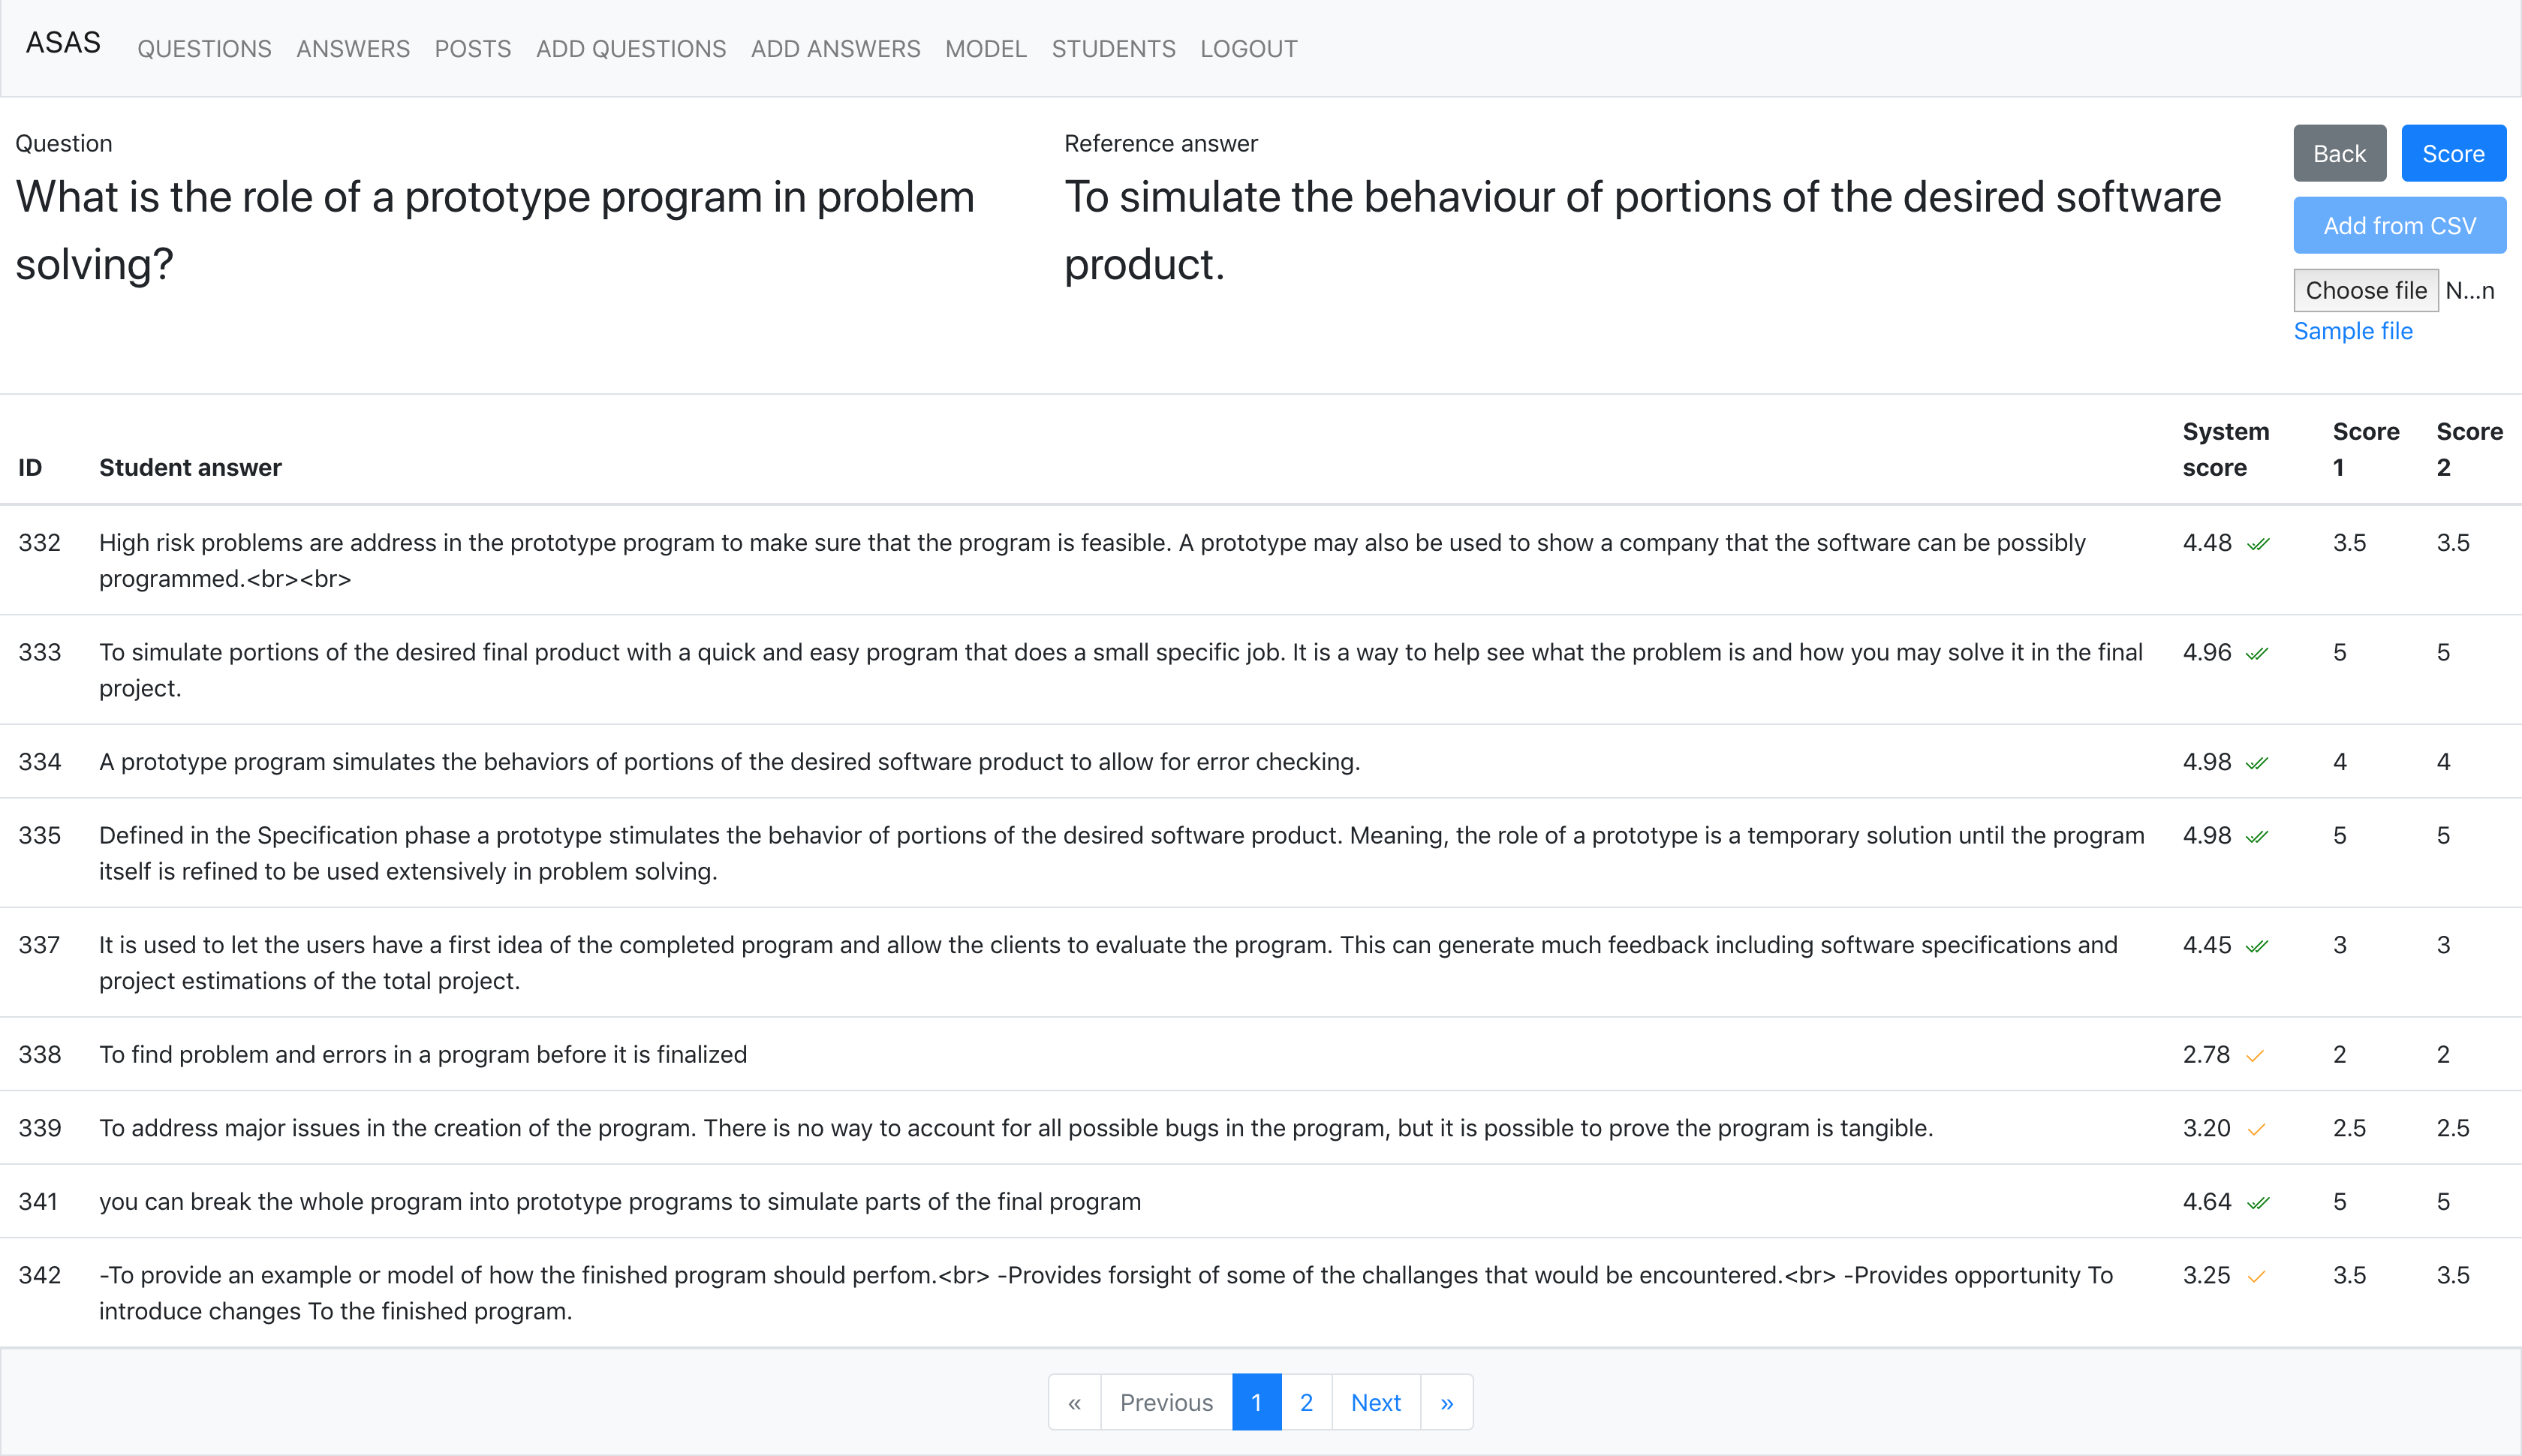 ASAS QUESTIONS ANSWERS POSTS ADD QUESTIONS ADD ANSWERS MODEL STUDENTS LOGOUT
Question
What is the role of a prototype program in problem
solving?
Reference answer
To simulate the behaviour of portions of the desired software
product.
Back Score
Add from CSV
Choose file N...n
Sample file
ID Student answer System score Score 1 Score 2
332 High risk problems are address in the prototype program to make sure that the program is feasible. A prototype may also be used to show a company that the software can be possibly 4.48 3.5 3.5
programmed.<br><br>
333 To simulate portions of the desired final product with a quick and easy program that does a small specific job. It is a way to help see what the problem is and how you may solve it in the final 4.96 5 5
project.
334 A prototype program simulates the behaviors of portions of the desired software product to allow for error checking. 4.98 4 4
335 Defined in the Specification phase a prototype stimulates the behavior of portions of the desired software product. Meaning, the role of a prototype is a temporary solution until the program 4.98 5 5
itself is refined to be used extensively in problem solving.
337 It is used to let the users have a first idea of the completed program and allow the clients to evaluate the program. This can generate much feedback including software specifications and 4.45 3 3
project estimations of the total project.
338 To find problem and errors in a program before it is finalized 2.78 2 2
339 To address major issues in the creation of the program. There is no way to account for all possible bugs in the program, but it is possible to prove the program is tangible. 3.20 2.5 2.5
341 you can break the whole program into prototype programs to simulate parts of the final program 4.64 5 5
342 -To provide an example or model of how the finished program should perfom.<br> -Provides forsight of some of the challanges that would be encountered.<br> -Provides opportunity To 3.25 3.5 3.5
introduce changes To the finished program.
« Previous 1 2 Next »